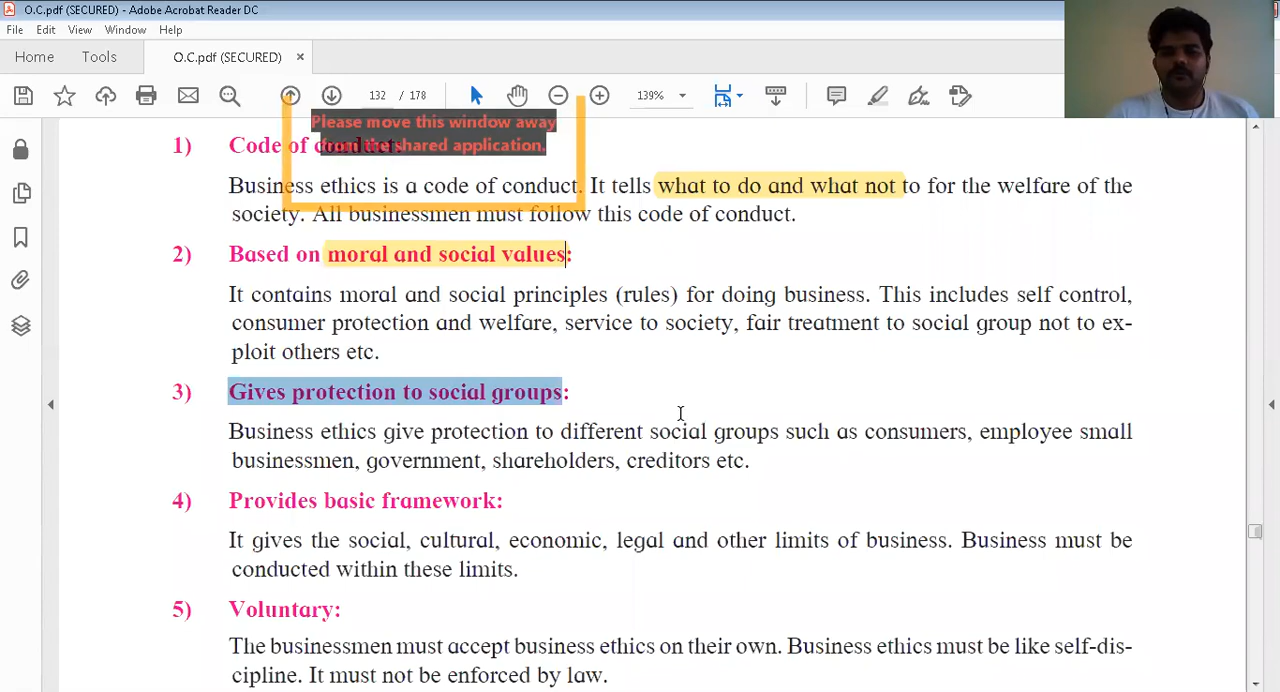 O.C.pdf (SECURED) - Adobe Acrobat Reader DC
File Edit View Window Help
Home Tools O.C.pdf (SECURED) ×
132 / 178 139%
Please move this window away
from the shared application.
1) Code of conduct:
Business ethics is a code of conduct. It tells what to do and what not to for the welfare of the
society. All businessmen must follow this code of conduct.
2) Based on moral and social values:
It contains moral and social principles (rules) for doing business. This includes self control,
consumer protection and welfare, service to society, fair treatment to social group not to ex-
ploit others etc.
3) Gives protection to social groups:
Business ethics give protection to different social groups such as consumers, employee small
businessmen, government, shareholders, creditors etc.
4) Provides basic framework:
It gives the social, cultural, economic, legal and other limits of business. Business must be
conducted within these limits.
5) Voluntary:
The businessmen must accept business ethics on their own. Business ethics must be like self-dis-
cipline. It must not be enforced by law.